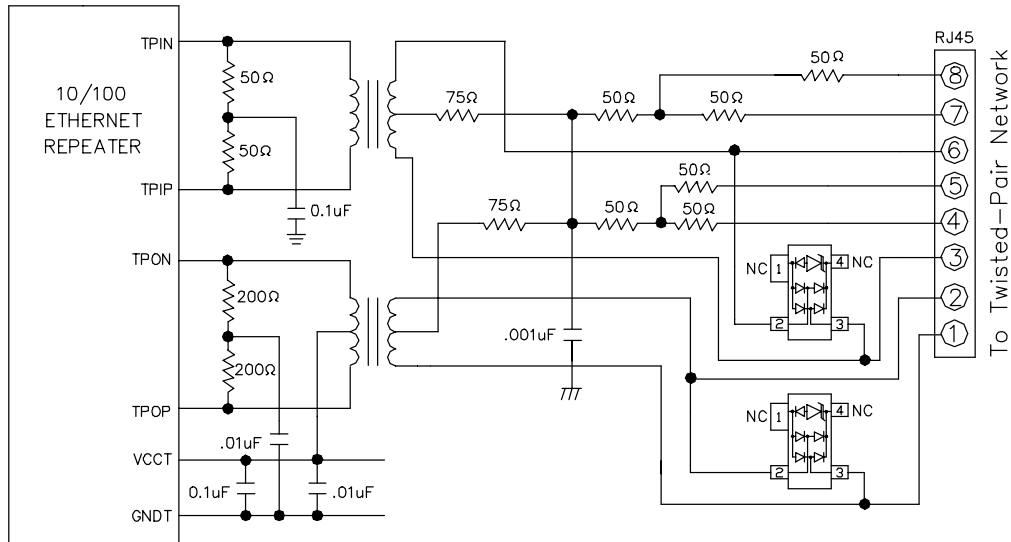 10/100
ETHERNET
REPEATER
TPIN
TPIP
TPON
TPOP
VCCT
GNDT
50Ω
50Ω
0.1uF
200Ω
200Ω
.01uF
0.1uF
.01uF
75Ω
75Ω
50Ω
50Ω
50Ω
50Ω
50Ω
50Ω
.001uF
NC
1
4
NC
2
3
NC
1
4
NC
2
3
RJ45
8
7
6
5
4
3
2
1
To Twisted-Pair Network